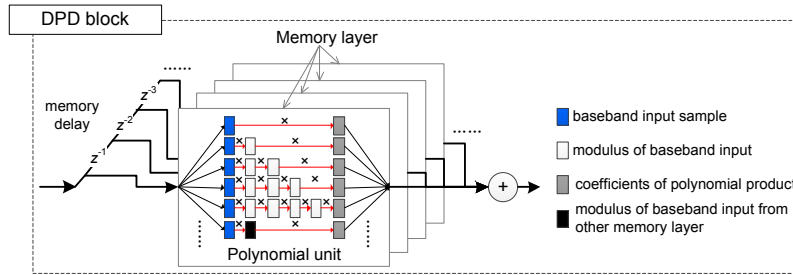 DPD block
Memory layer
......
z-3
z-2
z-1
memory
delay
× 
× ×
× × ×
× × × ×
× × × × ×
× ×
......
......
Polynomial unit
......
+
baseband input sample
modulus of baseband input
coefficients of polynomial product
modulus of baseband input from
other memory layer